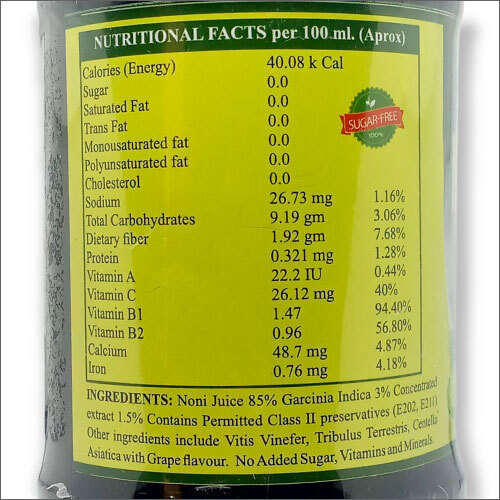 NUTRITIONAL FACTS per 100 ml. (Aprox)
Calories (Energy) 40.08 k Cal
Sugar 0.0
Saturated Fat 0.0
Trans Fat 0.0
Monousaturated fat 0.0
Polyunsaturated fat 0.0
Cholesterol 0.0
Sodium 26.73 mg 1.16%
Total Carbohydrates 9.19 gm 3.06%
Dietary fiber 1.92 gm 7.68%
Protein 0.321 mg 1.28%
Vitamin A 22.2 IU 0.44%
Vitamin C 26.12 mg 40%
Vitamin B1 1.47 94.40%
Vitamin B2 0.96 56.80%
Calcium 48.7 mg 4.87%
Iron 0.76 mg 4.18%
SUGAR-FREE
100%
INGREDIENTS: Noni Juice 85% Garcinia Indica 3% Concentrated
extract 1.5% Contains Permitted Class II preservatives (E202, E211)
Other ingredients include Vitis Vinefer, Tribulus Terrestris, Centella
Asiatica with Grape flavour. No Added Sugar, Vitamins and Minerals.